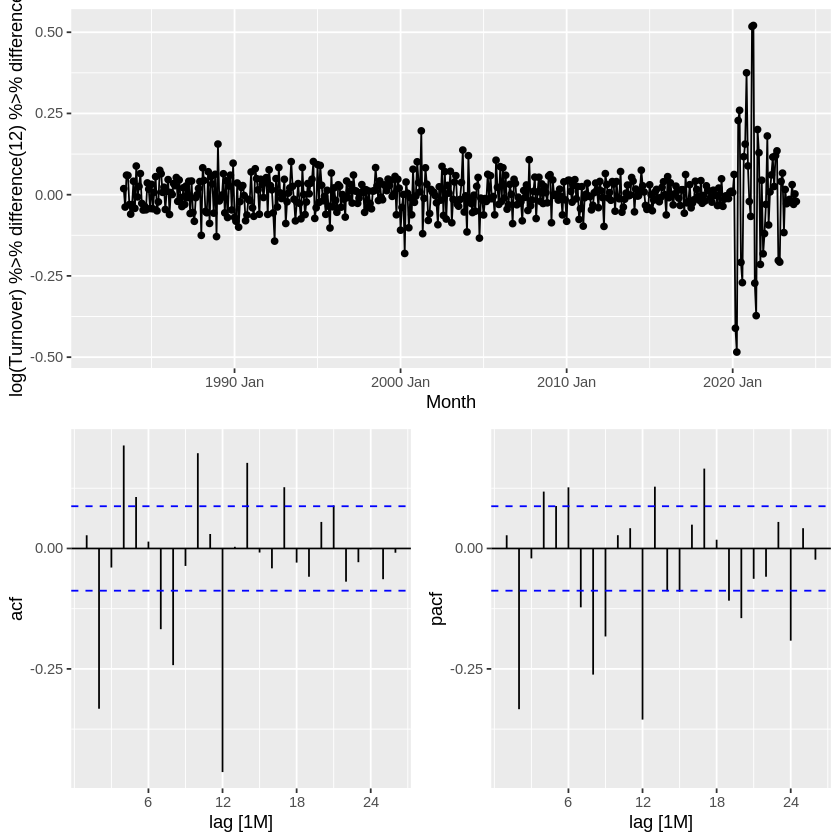 log(Turnover) %>% difference(12) %>% difference
0.50
0.25
0.00
-0.25
-0.50
1990 Jan
2000 Jan
2010 Jan
2020 Jan
Month
acf
0.00
-0.25
6
12
18
24
lag [1M]
pacf
0.00
-0.25
6
12
18
24
lag [1M]